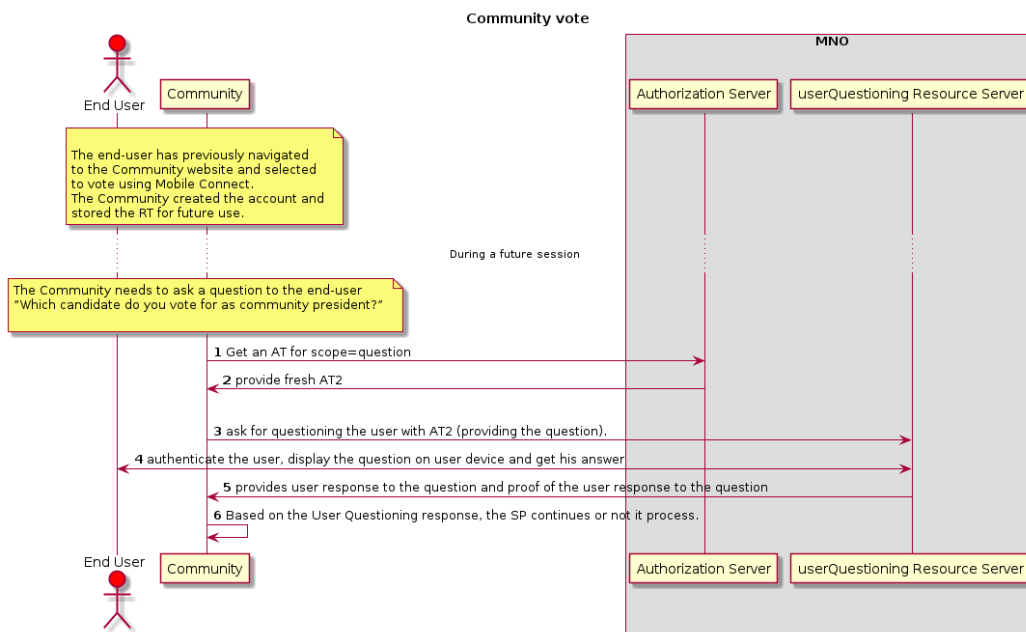 Community vote
MNO
End User
Community
Authorization Server
userQuestioning Resource Server
The end-user has previously navigated
to the Community website and selected
to vote using Mobile Connect.
The Community created the account and
stored the RT for future use.
During a future session
The Community needs to ask a question to the end-user
“Which candidate do you vote for as community president?”
1 Get an AT for scope=question
2 provide fresh AT2
3 ask for questioning the user with AT2 (providing the question).
4 authenticate the user, display the question on user device and get his answer
5 provides user response to the question and proof of the user response to the question
6 Based on the User Questioning response, the SP continues or not it process.
End User
Community
Authorization Server
userQuestioning Resource Server